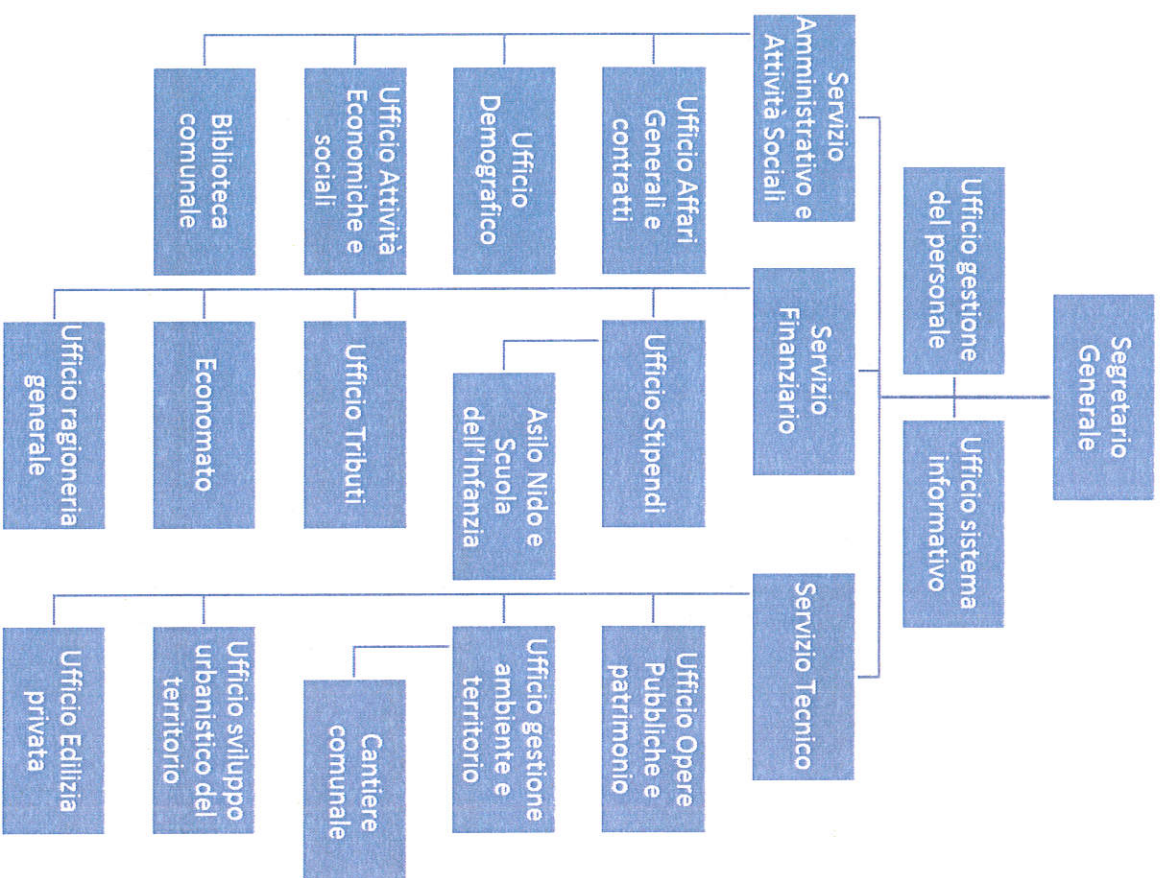 Segretario
Generale
Ufficio gestione
del personale
Ufficio sistema
informativo
Servizio
Amministrativo e
Attività Sociali
Servizio
Finanziario
Servizio Tecnico
Ufficio Affari
Generali e
contratti
Ufficio
Demografico
Ufficio Attività
Economiche e
sociali
Biblioteca
comunale
Ufficio Stipendi
Asilo Nido e
Scuola
dell'Infanzia
Ufficio Tributi
Economato
Ufficio ragioneria
generale
Ufficio Opere
Pubbliche e
patrimonio
Ufficio gestione
ambiente e
territorio
Cantiere
comunale
Ufficio sviluppo
urbanistico del
territorio
Ufficio Edilizia
privata